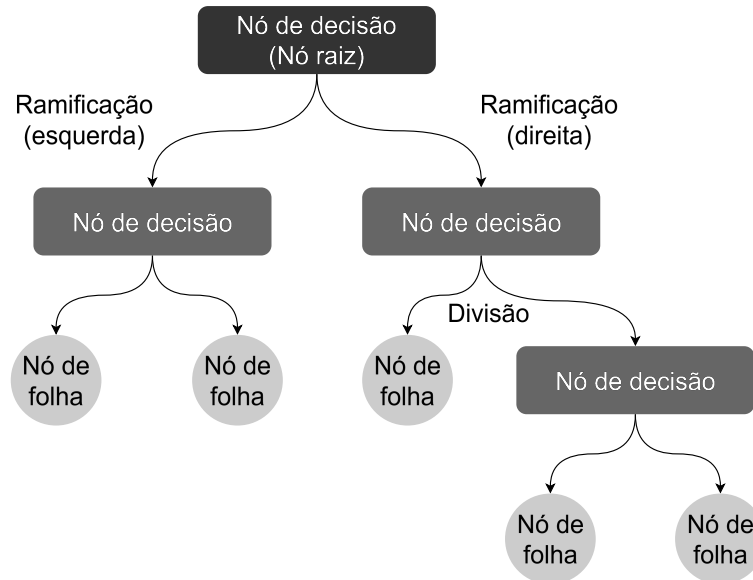 Nó de decisão
(Nó raiz)
Ramificação
(esquerda)
Ramificação
(direita)
Nó de decisão
Nó de decisão
Divisão
Nó de
folha
Nó de
folha
Nó de
folha
Nó de decisão
Nó de
folha
Nó de
folha